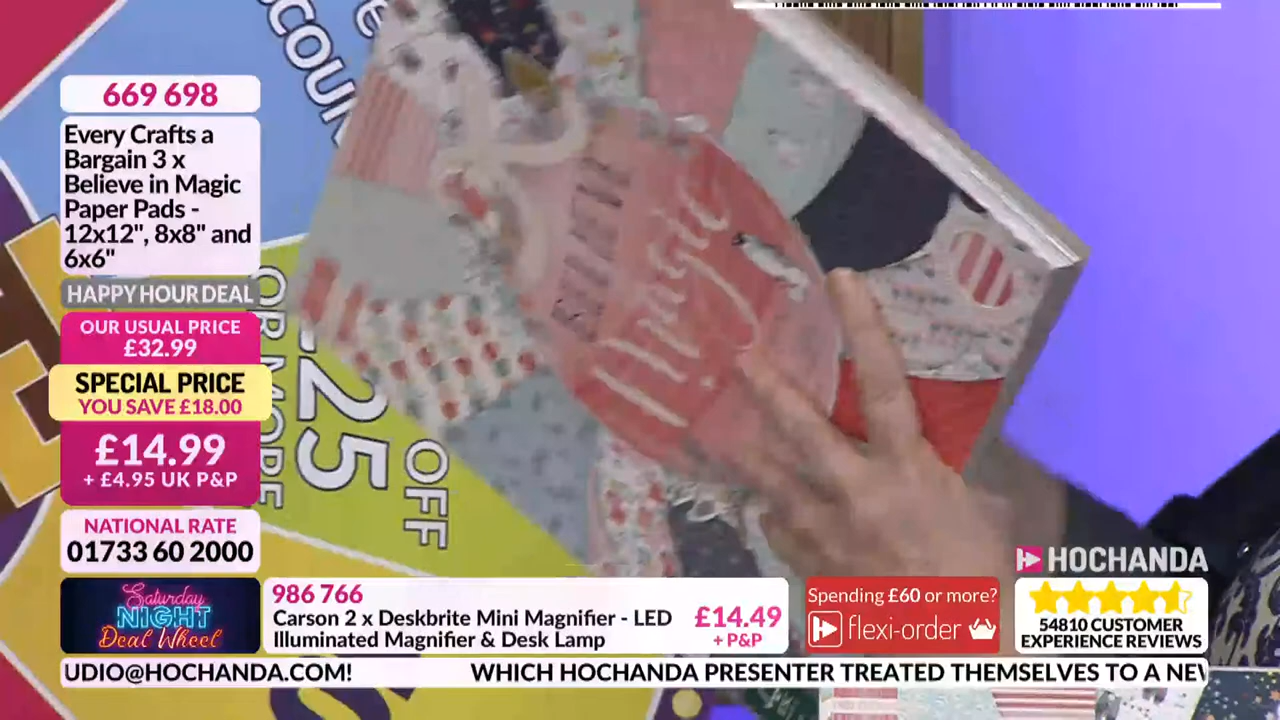 669 698
Every Crafts a
Bargain 3 x
Believe in Magic
Paper Pads -
12x12", 8x8" and
6x6"
HAPPY HOUR DEAL
OUR USUAL PRICE
£32.99
SPECIAL PRICE
YOU SAVE £18.00
£14.99
+ £4.95 UK P&P
NATIONAL RATE
01733 60 2000
Saturday
NIGHT
Deal Wheel
986 766
Carson 2 x Deskbrite Mini Magnifier - LED
Illuminated Magnifier & Desk Lamp
£14.49
+ P&P
Spending £60 or more?
flexi-order
HOCHANDA
54810 CUSTOMER
EXPERIENCE REVIEWS
UDIO@HOCHANDA.COM!
WHICH HOCHANDA PRESENTER TREATED THEMSELVES TO A NEW
OR MORE
25
OFF
Magic